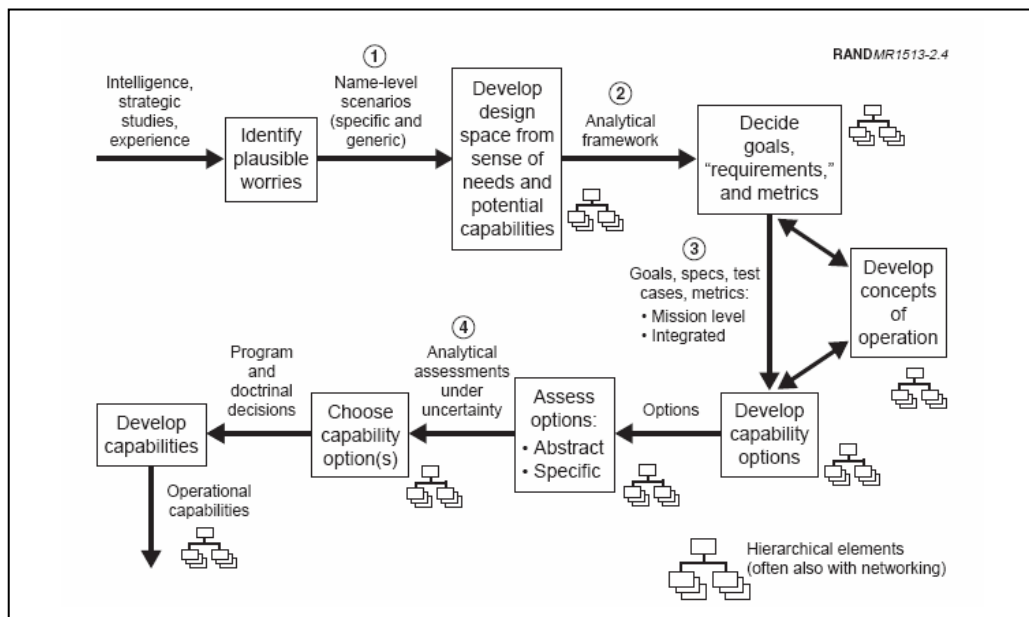 RANDMR1513-2.4
Intelligence,
strategic
studies,
experience
Identify
plausible
worries
①
Name-level
scenarios
(specific and
generic)
Develop
design
space from
sense of
needs and
potential
capabilities
②
Analytical
framework
Decide
goals,
“requirements,”
and metrics
③
Goals, specs, test
cases, metrics:
• Mission level
• Integrated
Develop
concepts
of
operation
Develop
capability
options
Options
Assess
options:
• Abstract
• Specific
④
Analytical
assessments
under
uncertainty
Choose
capability
option(s)
Program
and
doctrinal
decisions
Develop
capabilities
Operational
capabilities
Hierarchical elements
(often also with networking)